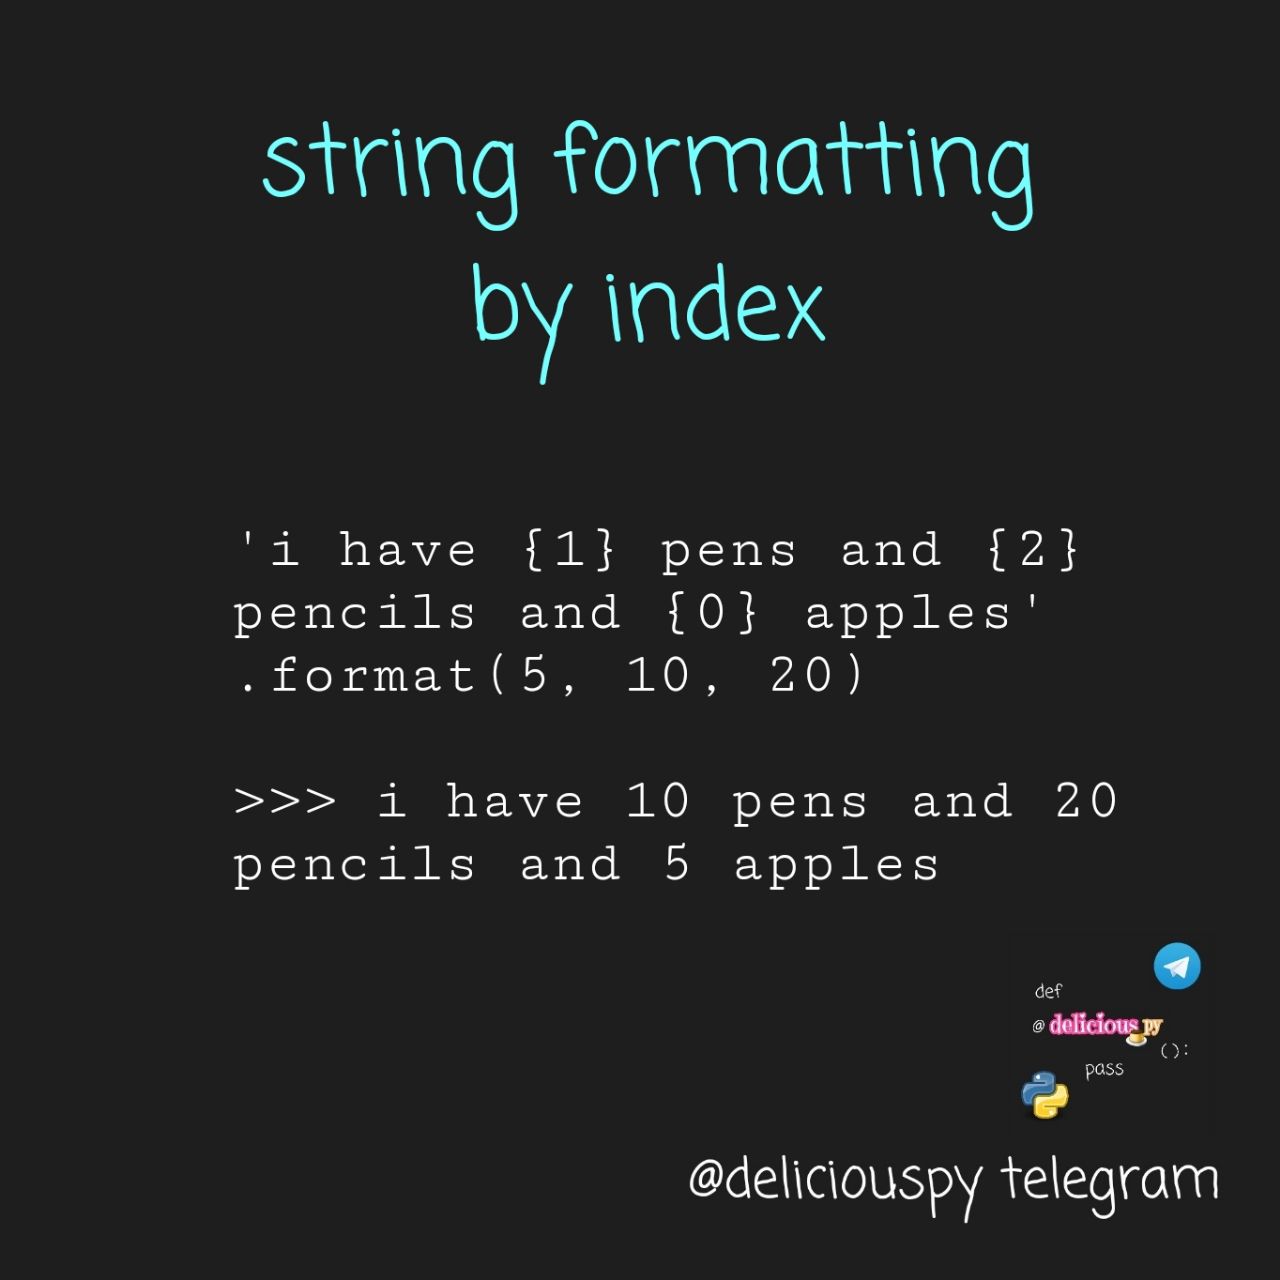 string formatting
by index
'i have {1} pens and {2}
pencils and {0} apples'
.format(5, 10, 20)
>>> i have 10 pens and 20
pencils and 5 apples
def
@delicious py
():
pass
@deliciouspy telegram